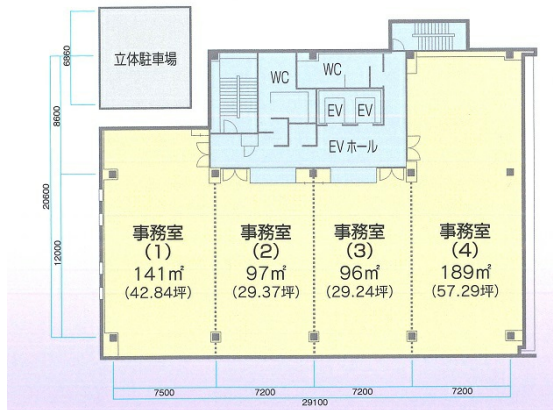 立体駐車場
6860
8600
20600
12000
WC
WC
EV
EV
EVホール
事務室
(1)
141㎡
(42.84坪)
事務室
(2)
97㎡
(29.37坪)
事務室
(3)
96㎡
(29.24坪)
事務室
(4)
189㎡
(57.29坪)
7500
7200
7200
7200
29100